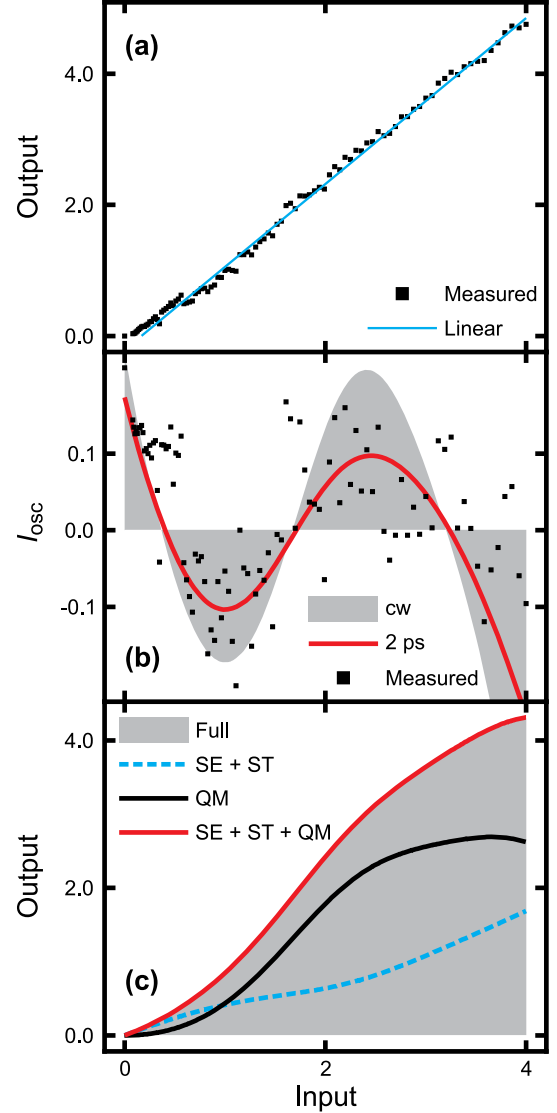 (a)
4.0
2.0
0.0
Output
Measured
Linear
0.1
0.0
-0.1
Iosc
cw
2 ps
Measured
(b)
Full
SE + ST
QM
SE + ST + QM
4.0
2.0
0.0
Output
(c)
0
2
4
Input